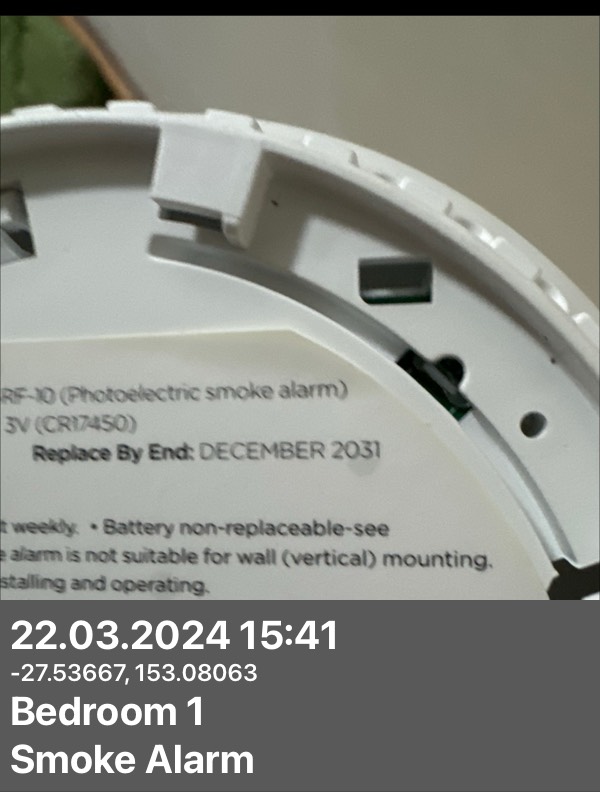 RF-10 (Photoelectric smoke alarm)
3V (CR17450)
Replace By End: DECEMBER 2031
t weekly. • Battery non-replaceable-see
e alarm is not suitable for wall (vertical) mounting.
stalling and operating.
22.03.2024 15:41
-27.53667, 153.08063
Bedroom 1
Smoke Alarm